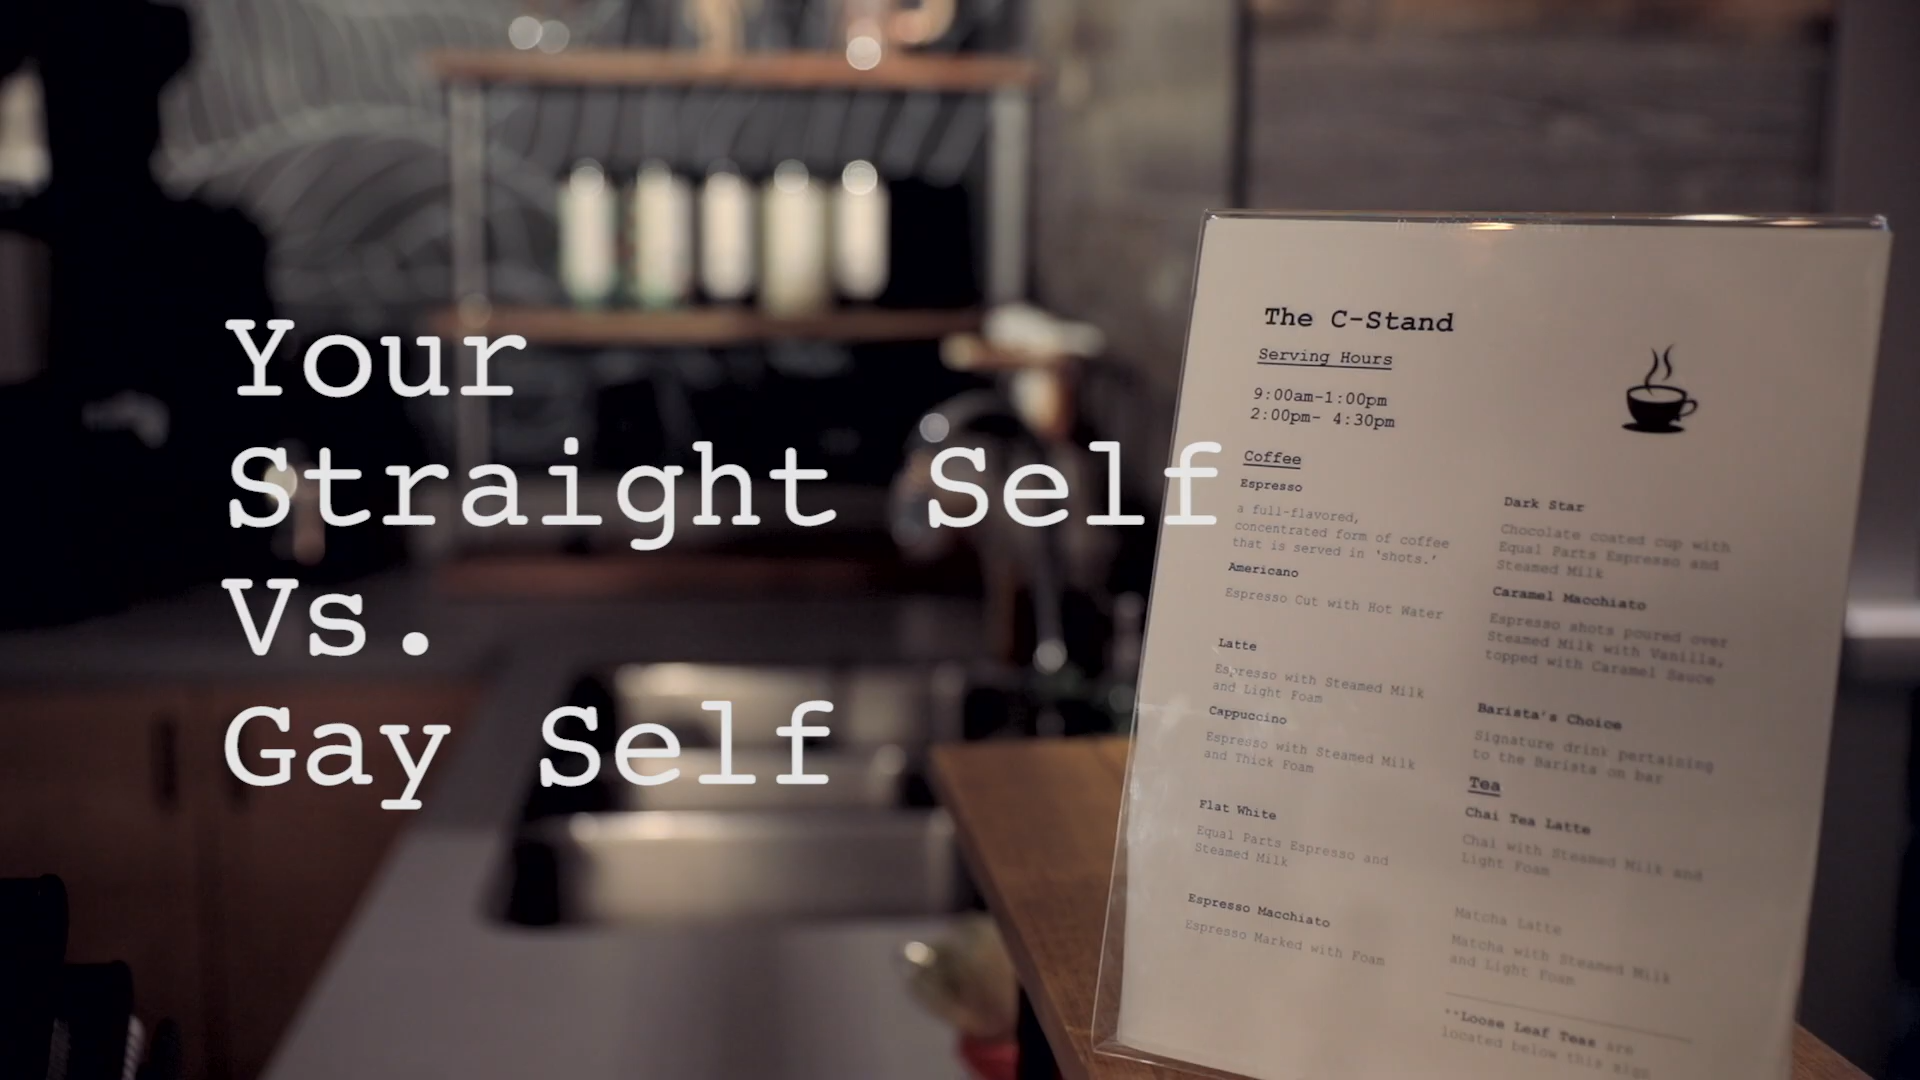 Your
Straight Self
Vs.
Gay Self
The C-Stand
Serving Hours
9:00am-1:00pm
2:00pm- 4:30pm
Coffee
Espresso
a full-flavored,
concentrated form of coffee
that is served in 'shots.'
Americano
Espresso Cut with Hot Water
Latte
Espresso with Steamed Milk
and Light Foam
Cappuccino
Espresso with Steamed Milk
and Thick Foam
Flat White
Equal Parts Espresso and
Steamed Milk
Espresso Macchiato
Espresso Marked with Foam
Dark Star
Chocolate coated cup with
Equal Parts Espresso and
Steamed Milk
Caramel Macchiato
Espresso shots poured over
Steamed Milk with Vanilla,
topped with Caramel Sauce
Barista's Choice
Signature drink pertaining
to the Barista on bar
Tea
Chai Tea Latte
Chai with Steamed Milk and
Light Foam
Matcha Latte
Matcha with Steamed Milk
and Light Foam
**Loose Leaf Teas are
located below this sign